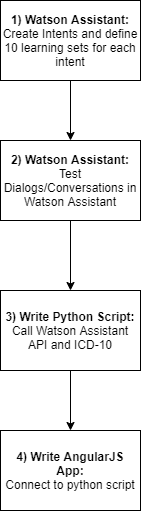 1) Watson Assistant:
Create Intents and define
10 learning sets for each
intent
2) Watson Assistant:
Test
Dialogs/Conversations in
Watson Assistant
3) Write Python Script:
Call Watson Assistant
API and ICD-10
4) Write AngularJS
App:
Connect to python script